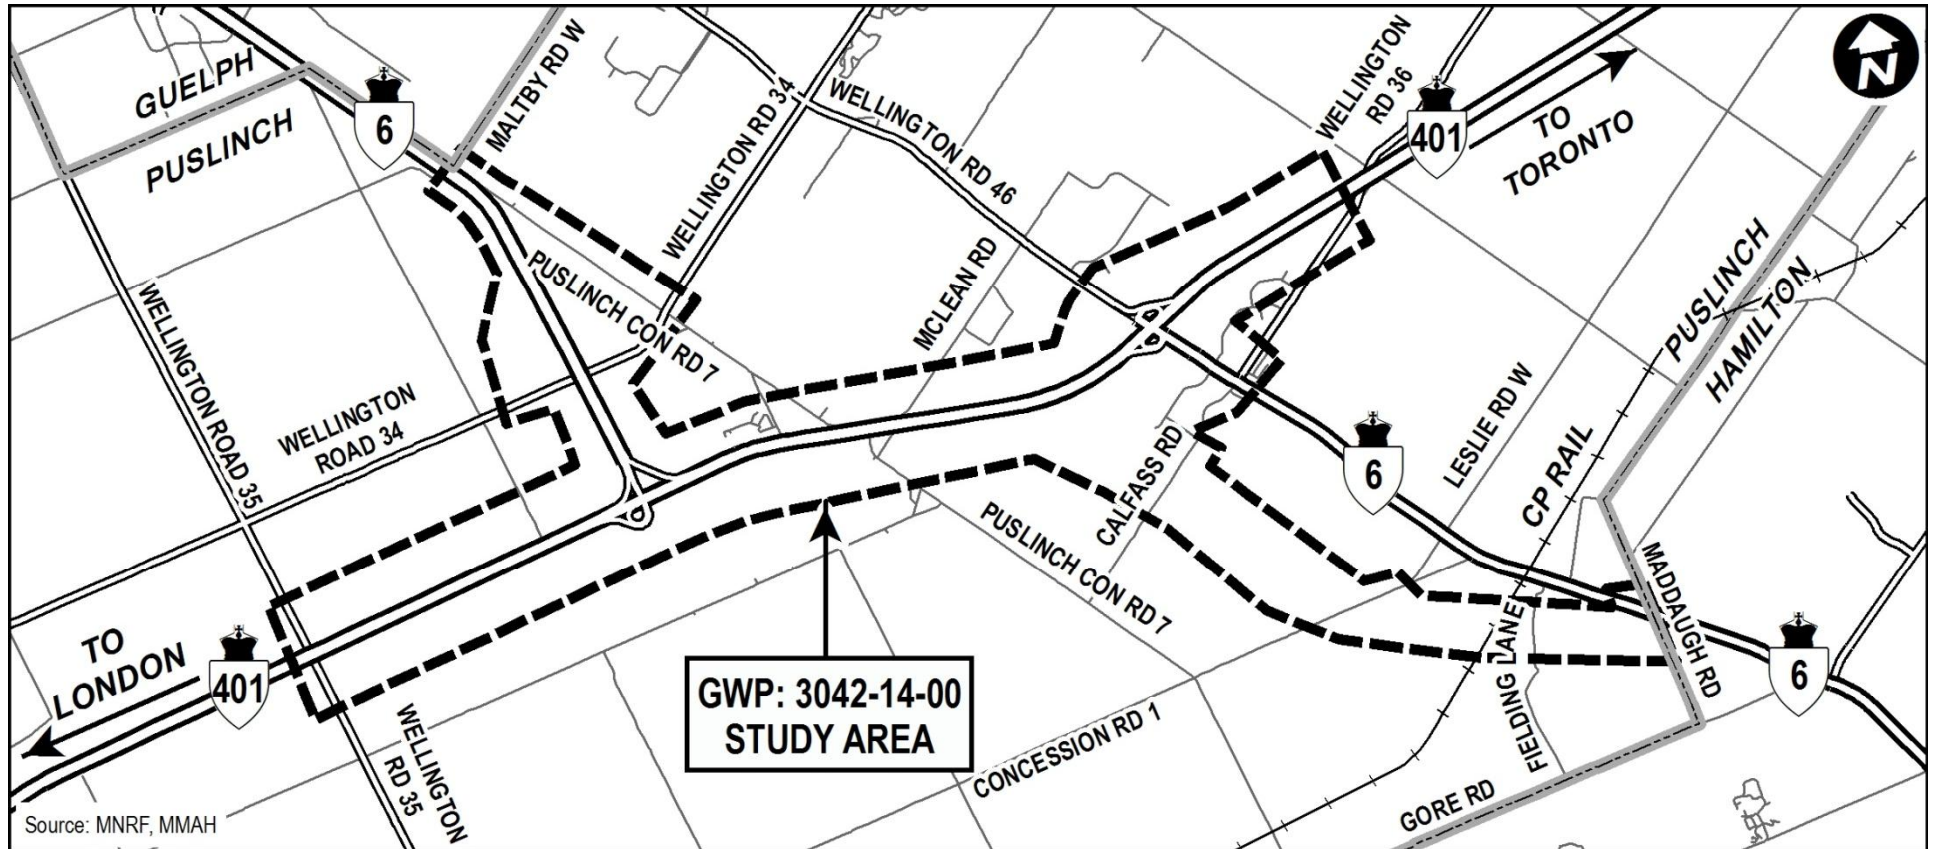 GUELPH
PUSLINCH
6
MALTBY RD W
WELLINGTON RD 34
WELLINGTON RD 46
WELLINGTON
RD 36
401
TO
TORONTO
N
PUSLINCH
HAMILTON
WELLINGTON ROAD 35
PUSLINCH CON RD 7
MCLEAN RD
WELLINGTON
ROAD 34
CALFASS RD
6
LESLIE RD W
CP RAIL
PUSLINCH CON RD 7
MADDAUGH RD
FIELDING LANE
6
TO
LONDON
401
WELLINGTON
RD 35
GWP: 3042-14-00
STUDY AREA
CONCESSION RD 1
GORE RD
Source: MNRF, MMAH